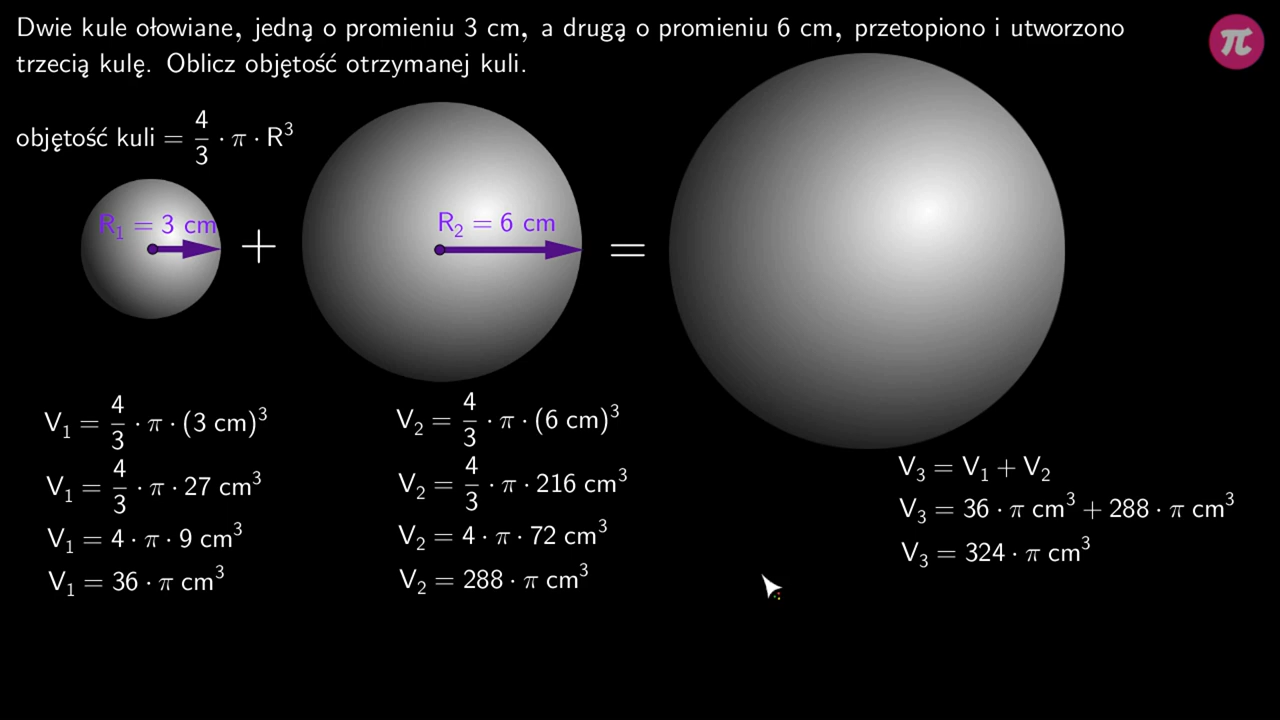 Dwie kule ołowiane, jedną o promieniu 3 cm, a drugą o promieniu 6 cm, przetopiono i utworzono
trzecią kulę. Oblicz objętość otrzymanej kuli.
π
objętość kuli = 4/3 · π · R³
R₁ = 3 cm
+
R₂ = 6 cm
=
V₁ = 4/3 · π · (3 cm)³
V₁ = 4/3 · π · 27 cm³
V₁ = 4 · π · 9 cm³
V₁ = 36 · π cm³
V₂ = 4/3 · π · (6 cm)³
V₂ = 4/3 · π · 216 cm³
V₂ = 4 · π · 72 cm³
V₂ = 288 · π cm³
V₃ = V₁ + V₂
V₃ = 36 · π cm³ + 288 · π cm³
V₃ = 324 · π cm³